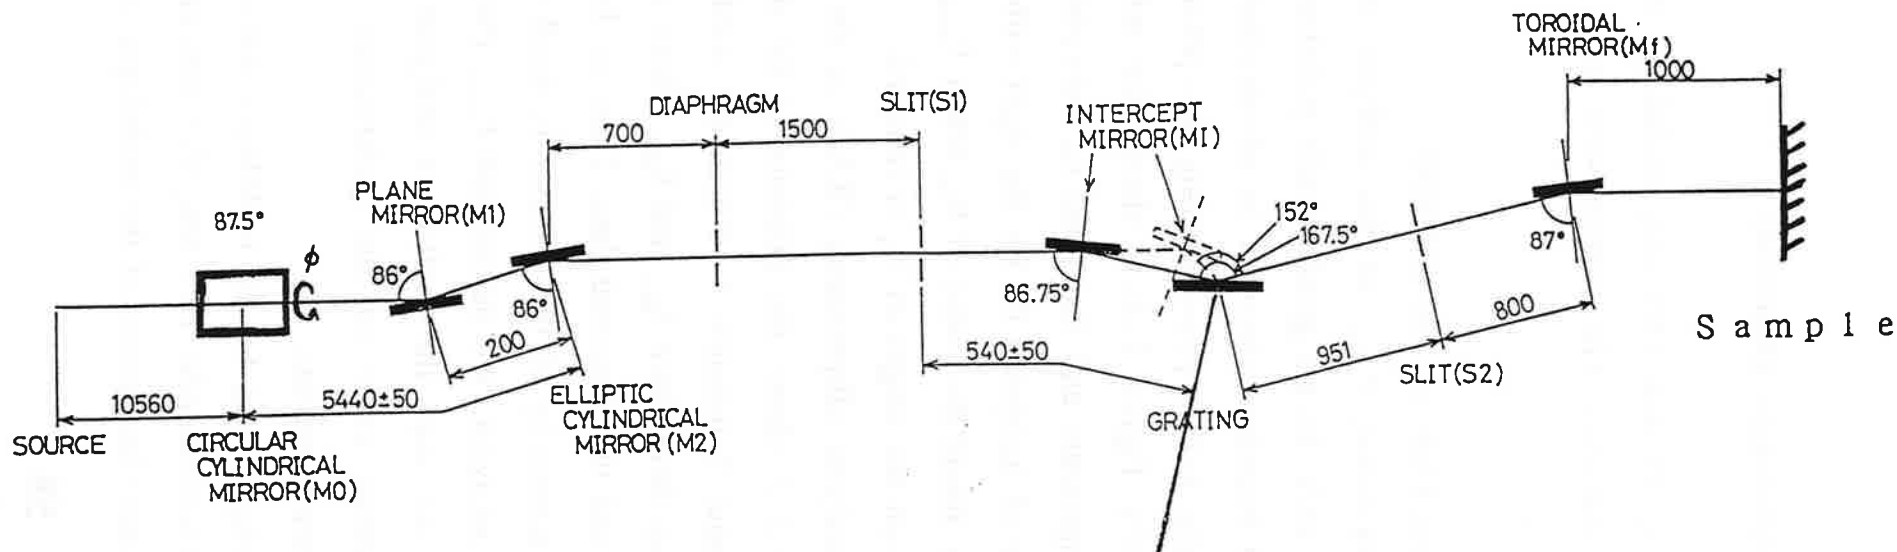 TOROIDAL
MIRROR(Mf)
1000
DIAPHRAGM
SLIT(S1)
700
1500
INTERCEPT
MIRROR(MI)
PLANE
MIRROR(M1)
87.5°
ϕ
86°
86°
152°
167.5°
87°
86.75°
200
540±50
951
800
SLIT(S2)
Sample
10560
5440±50
ELLIPTIC
CYLINDRICAL
MIRROR(M2)
GRATING
SOURCE
CIRCULAR
CYLINDRICAL
MIRROR(M0)